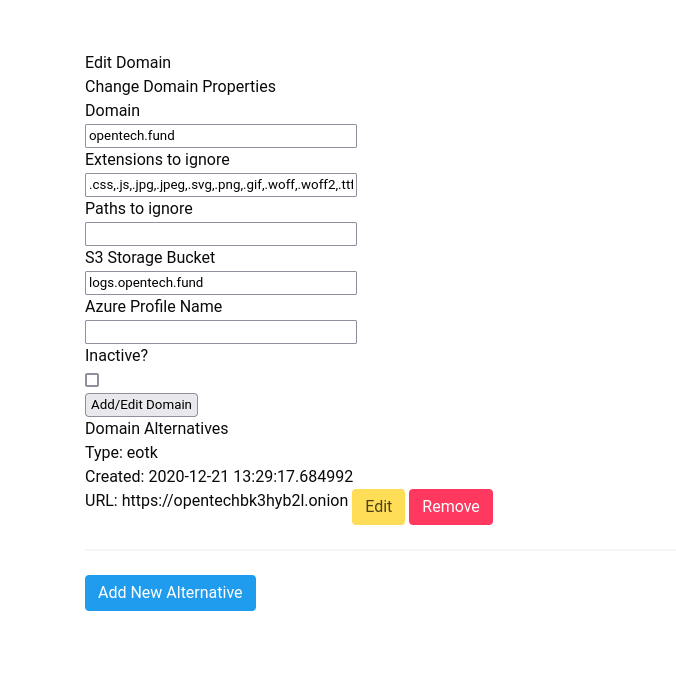 Edit Domain
Change Domain Properties
Domain
opentech.fund
Extensions to ignore
.css,.js,.jpg,.jpeg,.svg,.png,.gif,.woff,.woff2,.ttf
Paths to ignore
S3 Storage Bucket
logs.opentech.fund
Azure Profile Name
Inactive?
Add/Edit Domain
Domain Alternatives
Type: eotk
Created: 2020-12-21 13:29:17.684992
URL: https://opentechbk3hyb2l.onion Edit Remove
Add New Alternative